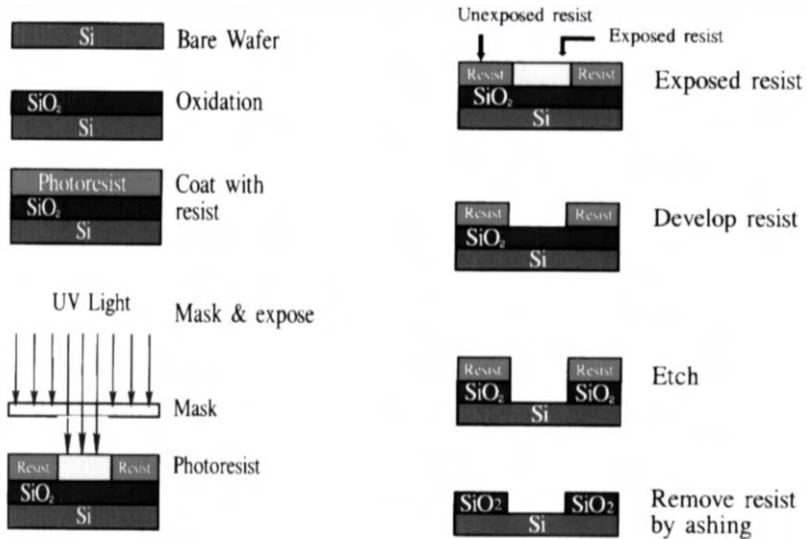 Si
Bare Wafer
SiO₂
Oxidation
Si
Photoresist
Coat with
SiO₂
resist
Si
UV Light
Mask & expose
Mask
Resist
Resist
Photoresist
SiO₂
Si
Unexposed resist
Exposed resist
Resist
Resist
Exposed resist
SiO₂
Si
Resist
Resist
Develop resist
SiO₂
Si
Resist
Resist
Etch
SiO₂
SiO₂
Si
SiO2
SiO2
Remove resist
Si
by ashing